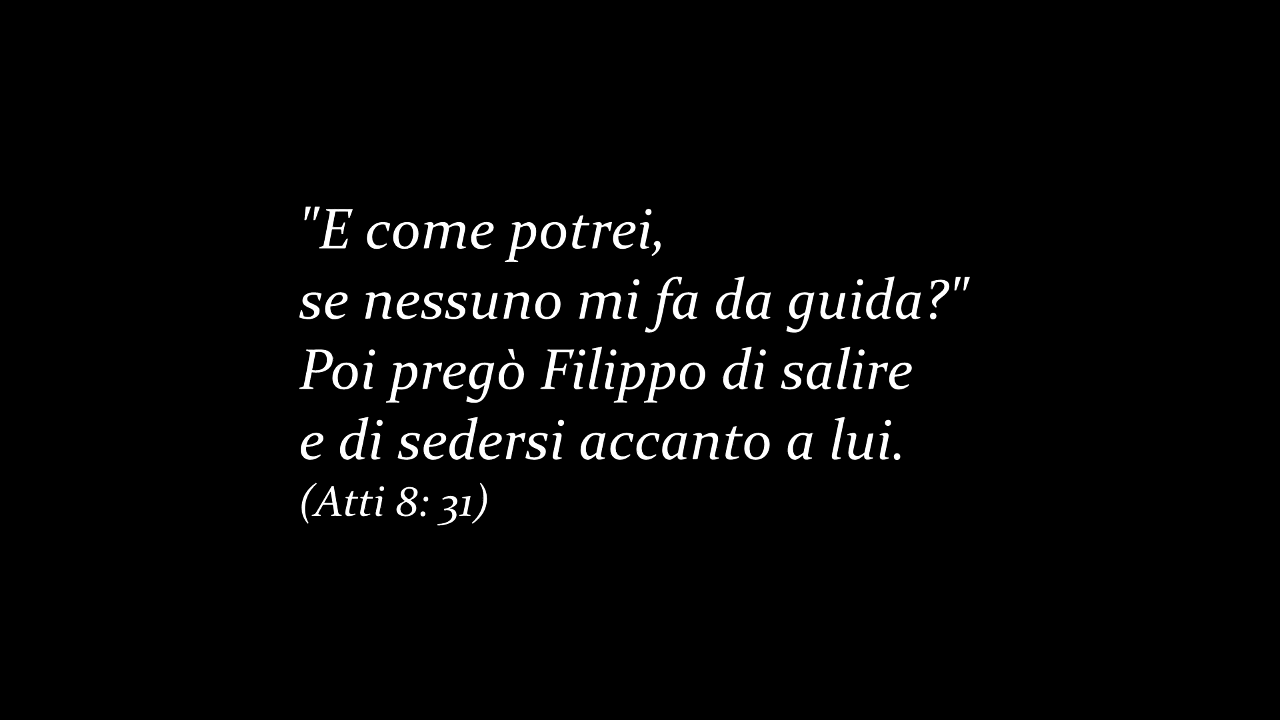 "E come potrei,
se nessuno mi fa da guida?"
Poi pregò Filippo di salire
e di sedersi accanto a lui.
(Atti 8: 31)